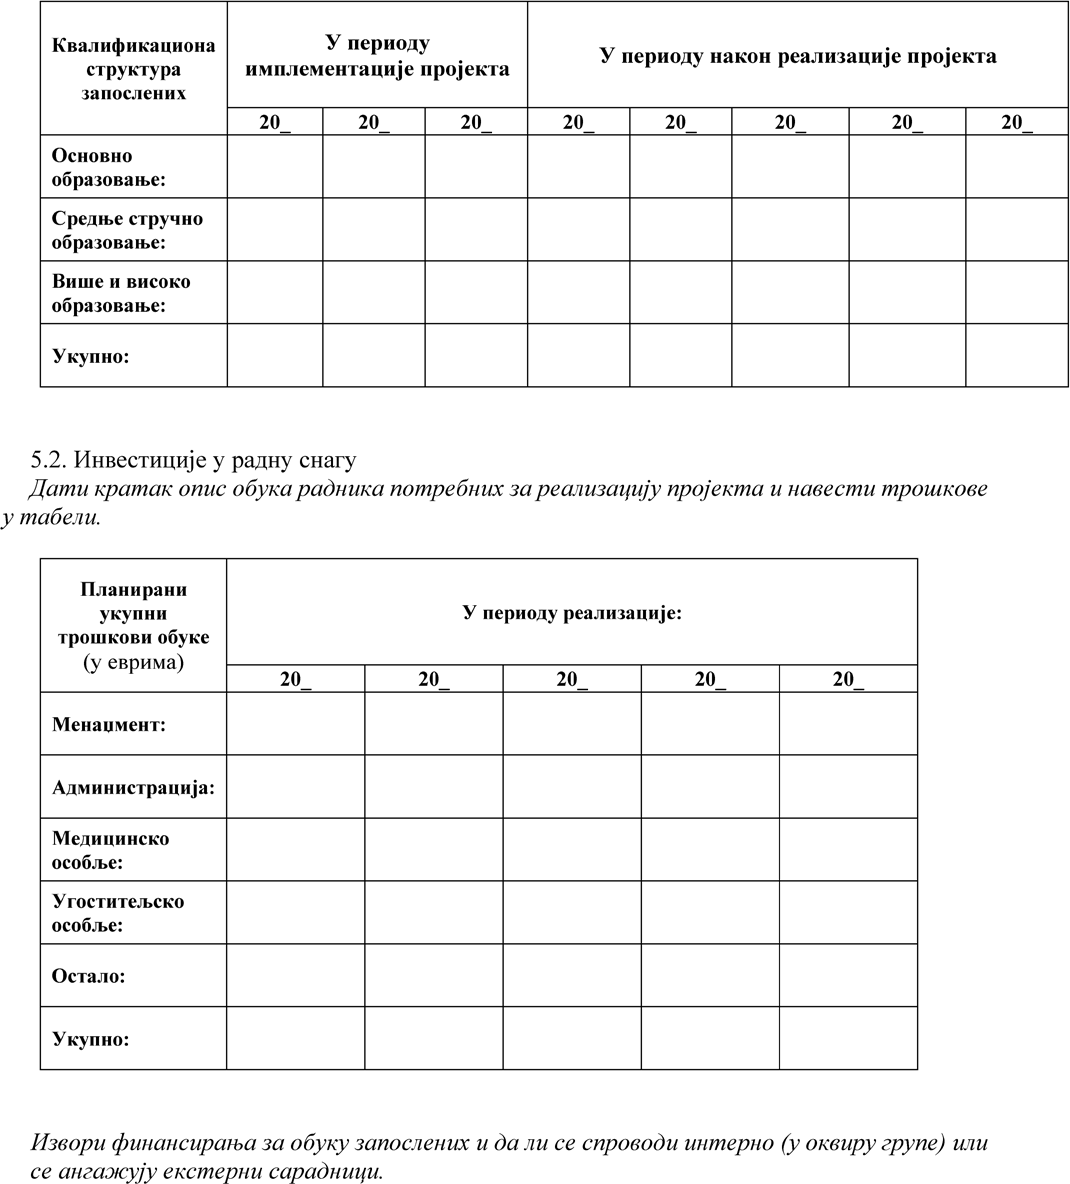 Квалификациона
структура
запослених
У периоду
имплементације пројекта
У периоду након реализације пројекта
20_ 20_ 20_ 20_ 20_ 20_ 20_ 20_
Основно
образовање:
Средње стручно
образовање:
Више и високо
образовање:
Укупно:
5.2. Инвестиције у радну снагу
Дати кратак опис обука радника потребних за реализацију пројекта и навести трошкове
у табели.
Планирани
укупни
трошкови обуке
(у еврима)
У периоду реализације:
20_ 20_ 20_ 20_ 20_
Менаџмент:
Администрација:
Медицинско
особље:
Угоститељско
особље:
Остало:
Укупно:
Извори финансирања за обуку запослених и да ли се спроводи интерно (у оквиру групе) или
се ангажују екстерни сарадници.